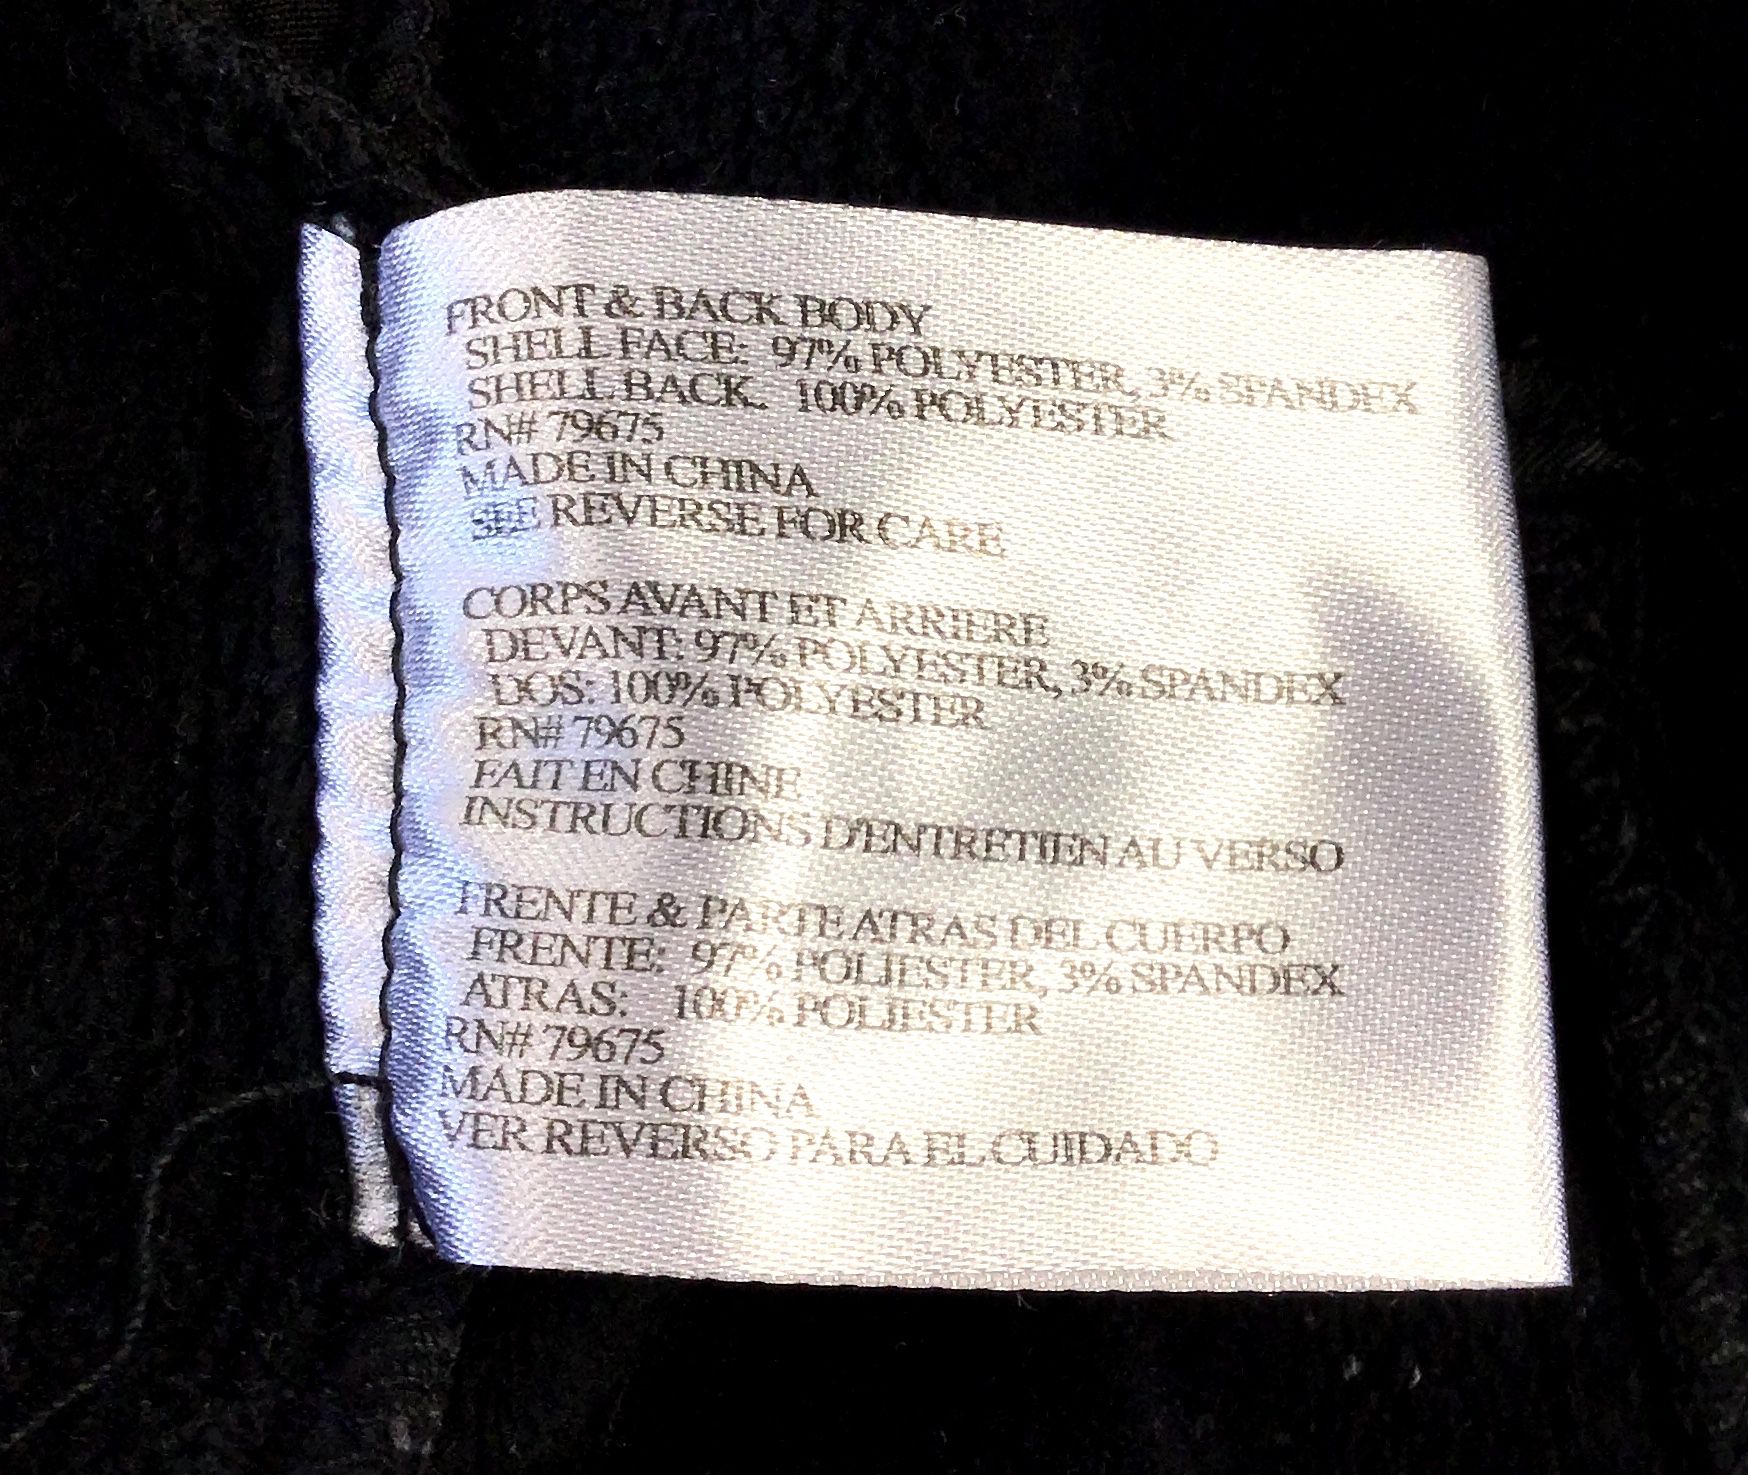 FRONT & BACK BODY
SHELL FACE: 97% POLYESTER, 3% SPANDEX
SHELL BACK. 100% POLYESTER
RN# 79675
MADE IN CHINA
SEE REVERSE FOR CARE
CORPS AVANT ET ARRIERE
DEVANT: 97% POLYESTER, 3% SPANDEX
DOS: 100% POLYESTER
RN# 79675
FAIT EN CHINE
INSTRUCTIONS D'ENTRETIEN AU VERSO
FRENTE & PARTE ATRAS DEL CUERPO
FRENTE: 97% POLIESTER, 3% SPANDEX
ATRAS: 100% POLIESTER
RN# 79675
MADE IN CHINA
VER REVERSO PARA EL CUIDADO